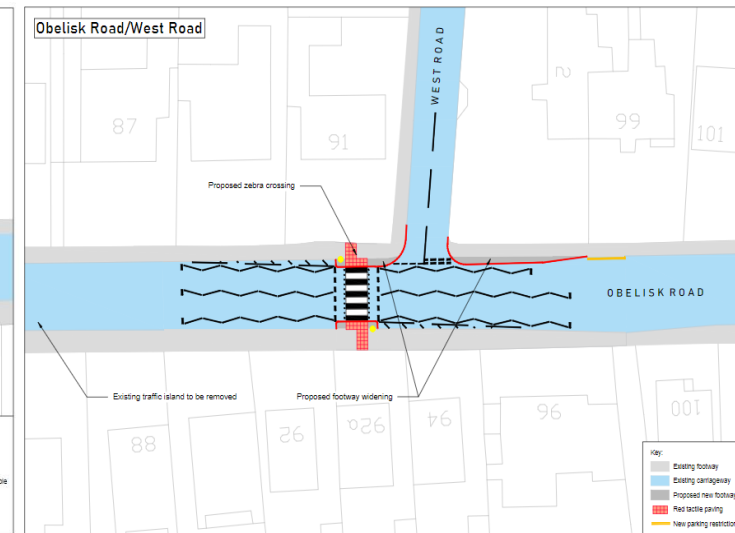 Obelisk Road/West Road
WEST ROAD
87
91
2
99
101
Proposed zebra crossing
OBELISK ROAD
Existing traffic island to be removed
Proposed footway widening
88
92
92a
94
96
100
Key:
Existing footway
Existing carriageway
Proposed new footway
Red tactile paving
New parking restriction